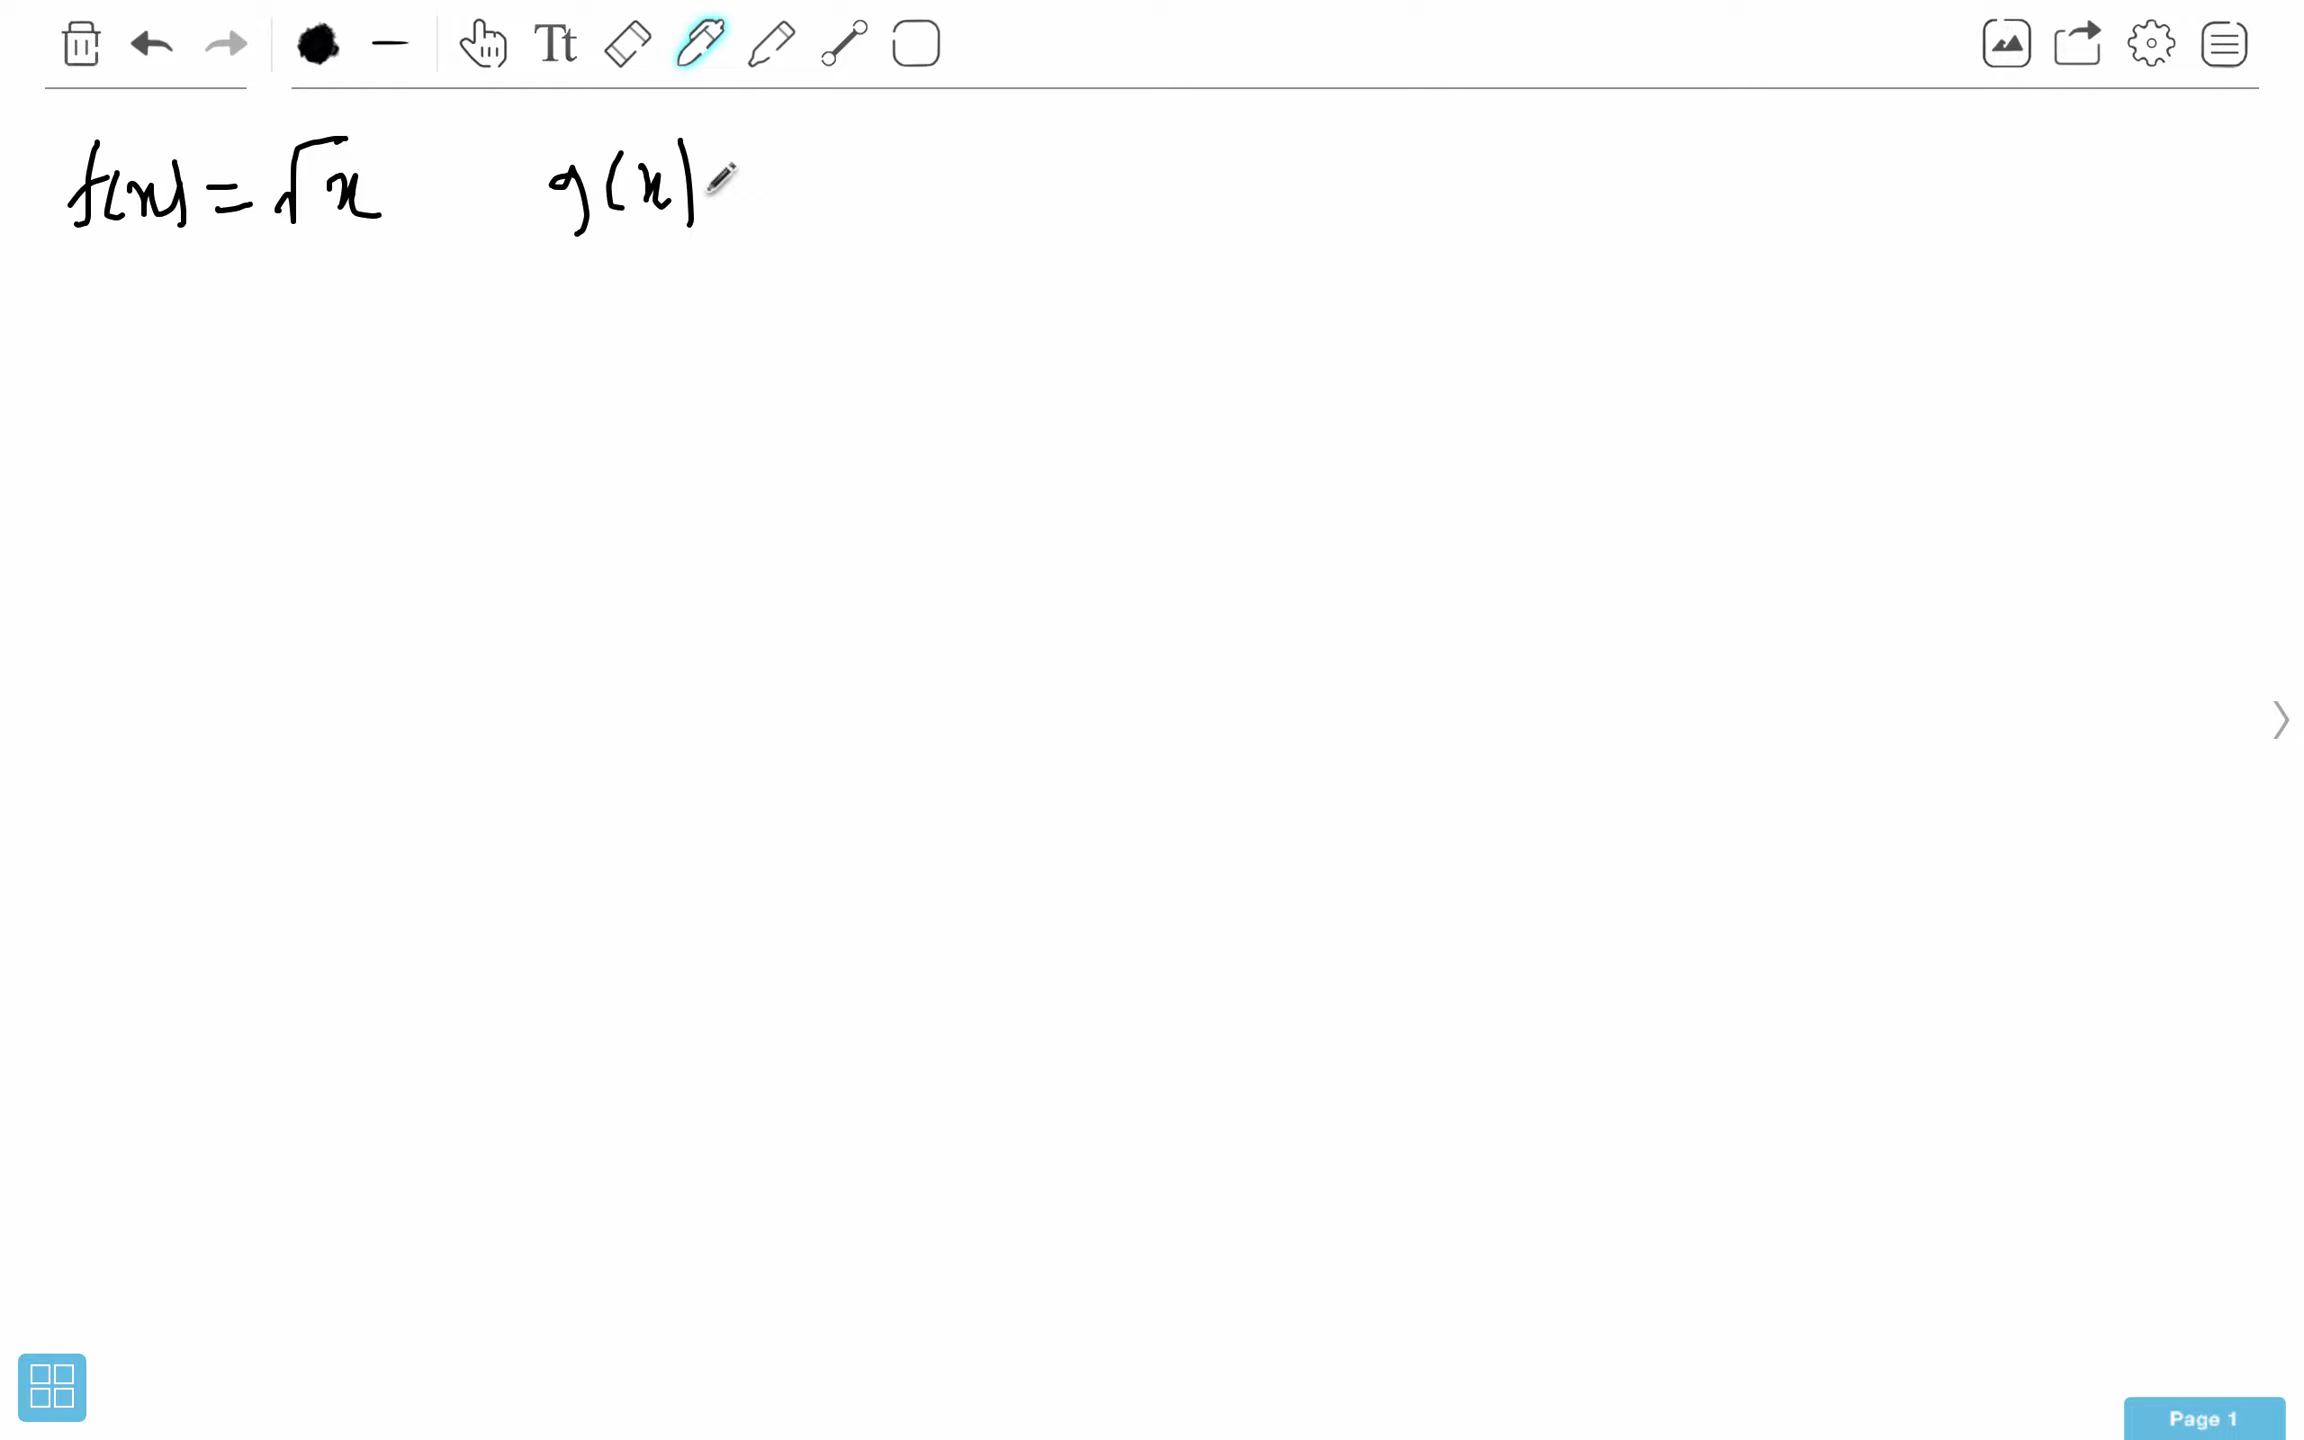 Tt
f(x) = √x g(x)
Page 1